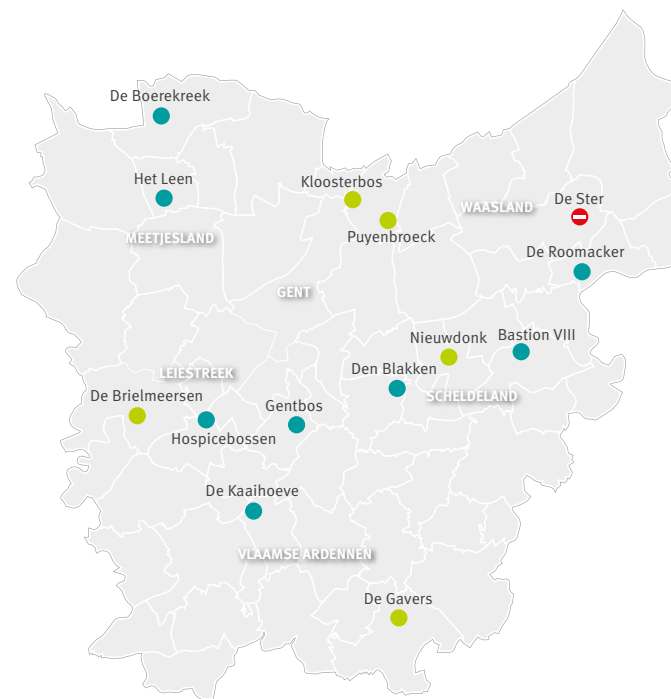 De Boerekreek
Het Leen
Kloosterbos
De Ster
WAASLAND
MEETJESLAND
Puyenbroeck
De Roomacker
GENT
Nieuwdonk
Bastion VIII
LEIESTREEK
Den Blakken
De Brielmeersen
SCHELDELAND
Gentbos
Hospicebossen
De Kaaihoeve
VLAAMSE ARDENNEN
De Gavers